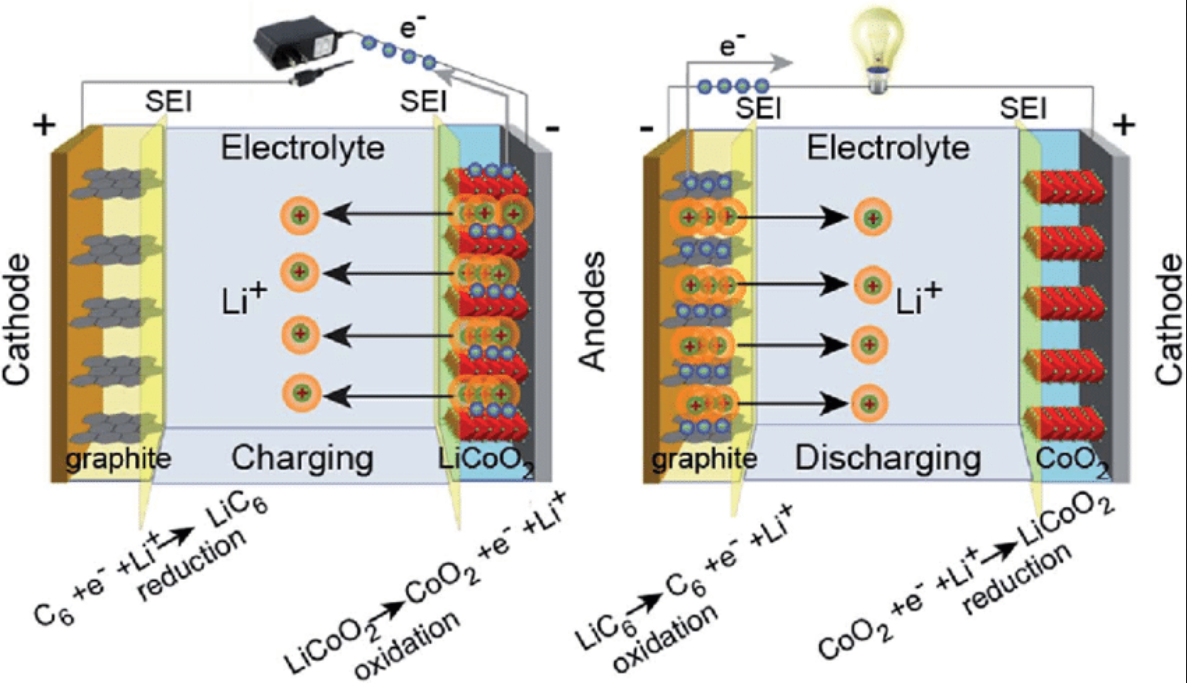 e-
SEI
SEI
+
-
Electrolyte
Li+
Cathode
graphite
Charging
LiCoO2
C6 +e- +Li+→ LiC6
reduction
LiCoO2→CoO2 +e- +Li+
oxidation
e-
SEI
SEI
-
+
Electrolyte
Li+
Anodes
Cathode
graphite
Discharging
CoO2
LiC6→C6 +e- +Li+
oxidation
CoO2 +e- +Li+→LiCoO2
reduction